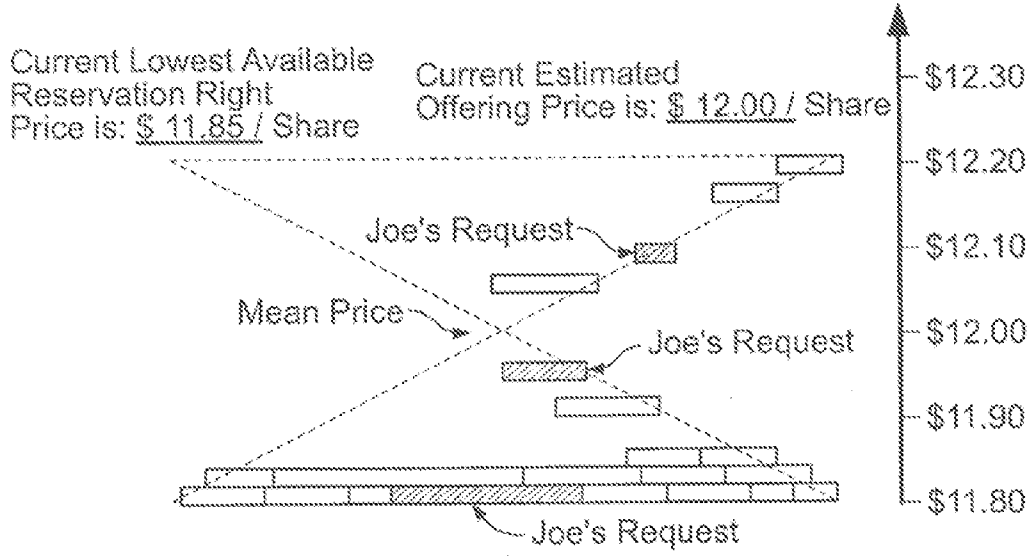 Current Lowest Available
Reservation Right
Price is: $ 11.85 / Share
Current Estimated
Offering Price is: $ 12.00 / Share
$12.30
$12.20
Joe's Request
$12.10
Mean Price
$12.00
Joe's Request
$11.90
$11.80
Joe's Request